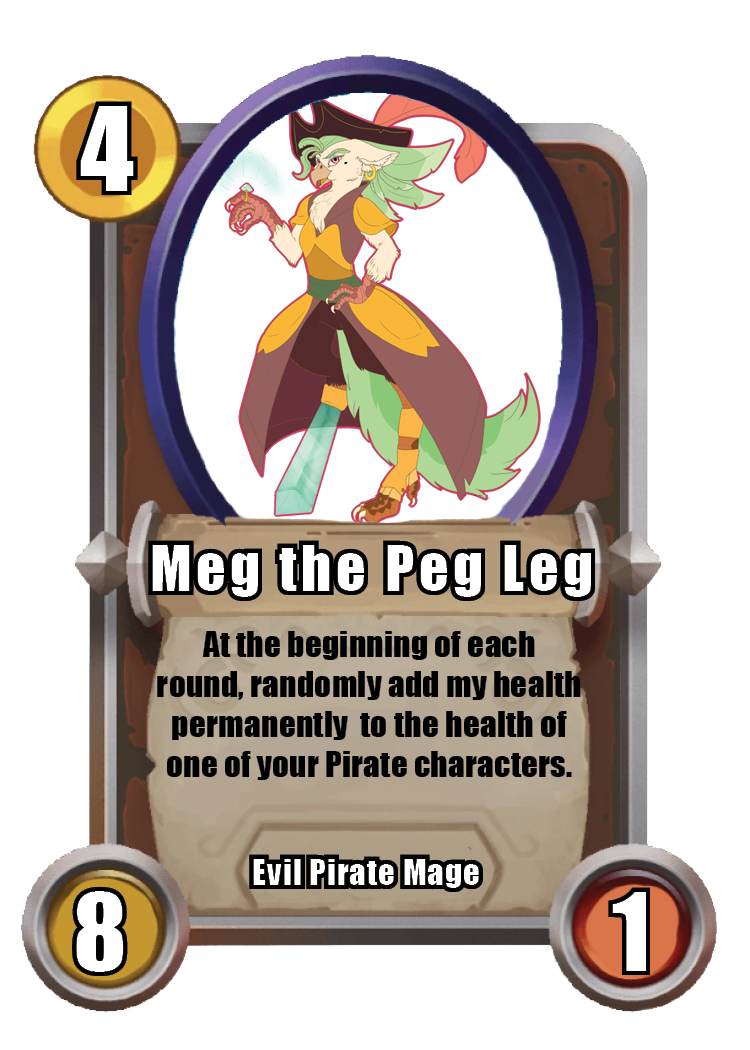 4
Meg the Peg Leg
At the beginning of each
round, randomly add my health
permanently to the health of
one of your Pirate characters.
Evil Pirate Mage
8
1